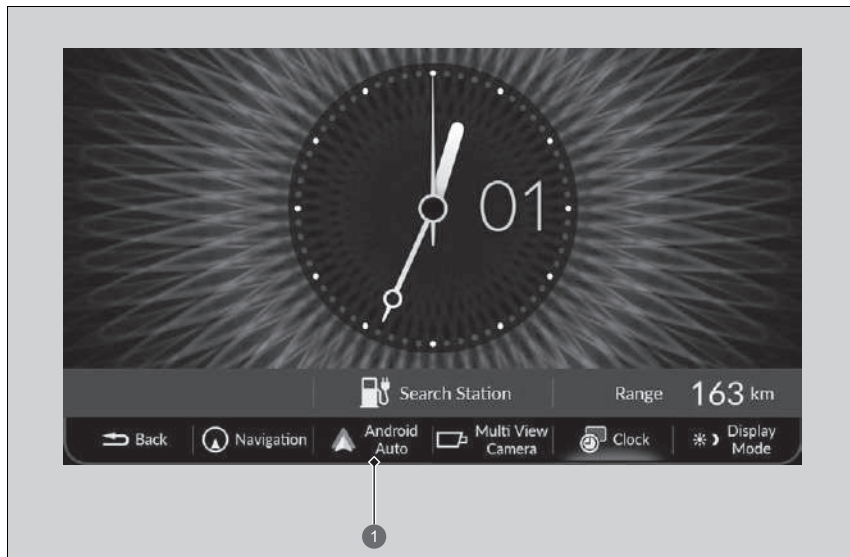 01
Search Station
Range 163 km
Back
Navigation
Android
Auto
Multi View
Camera
Clock
Display
Mode
1